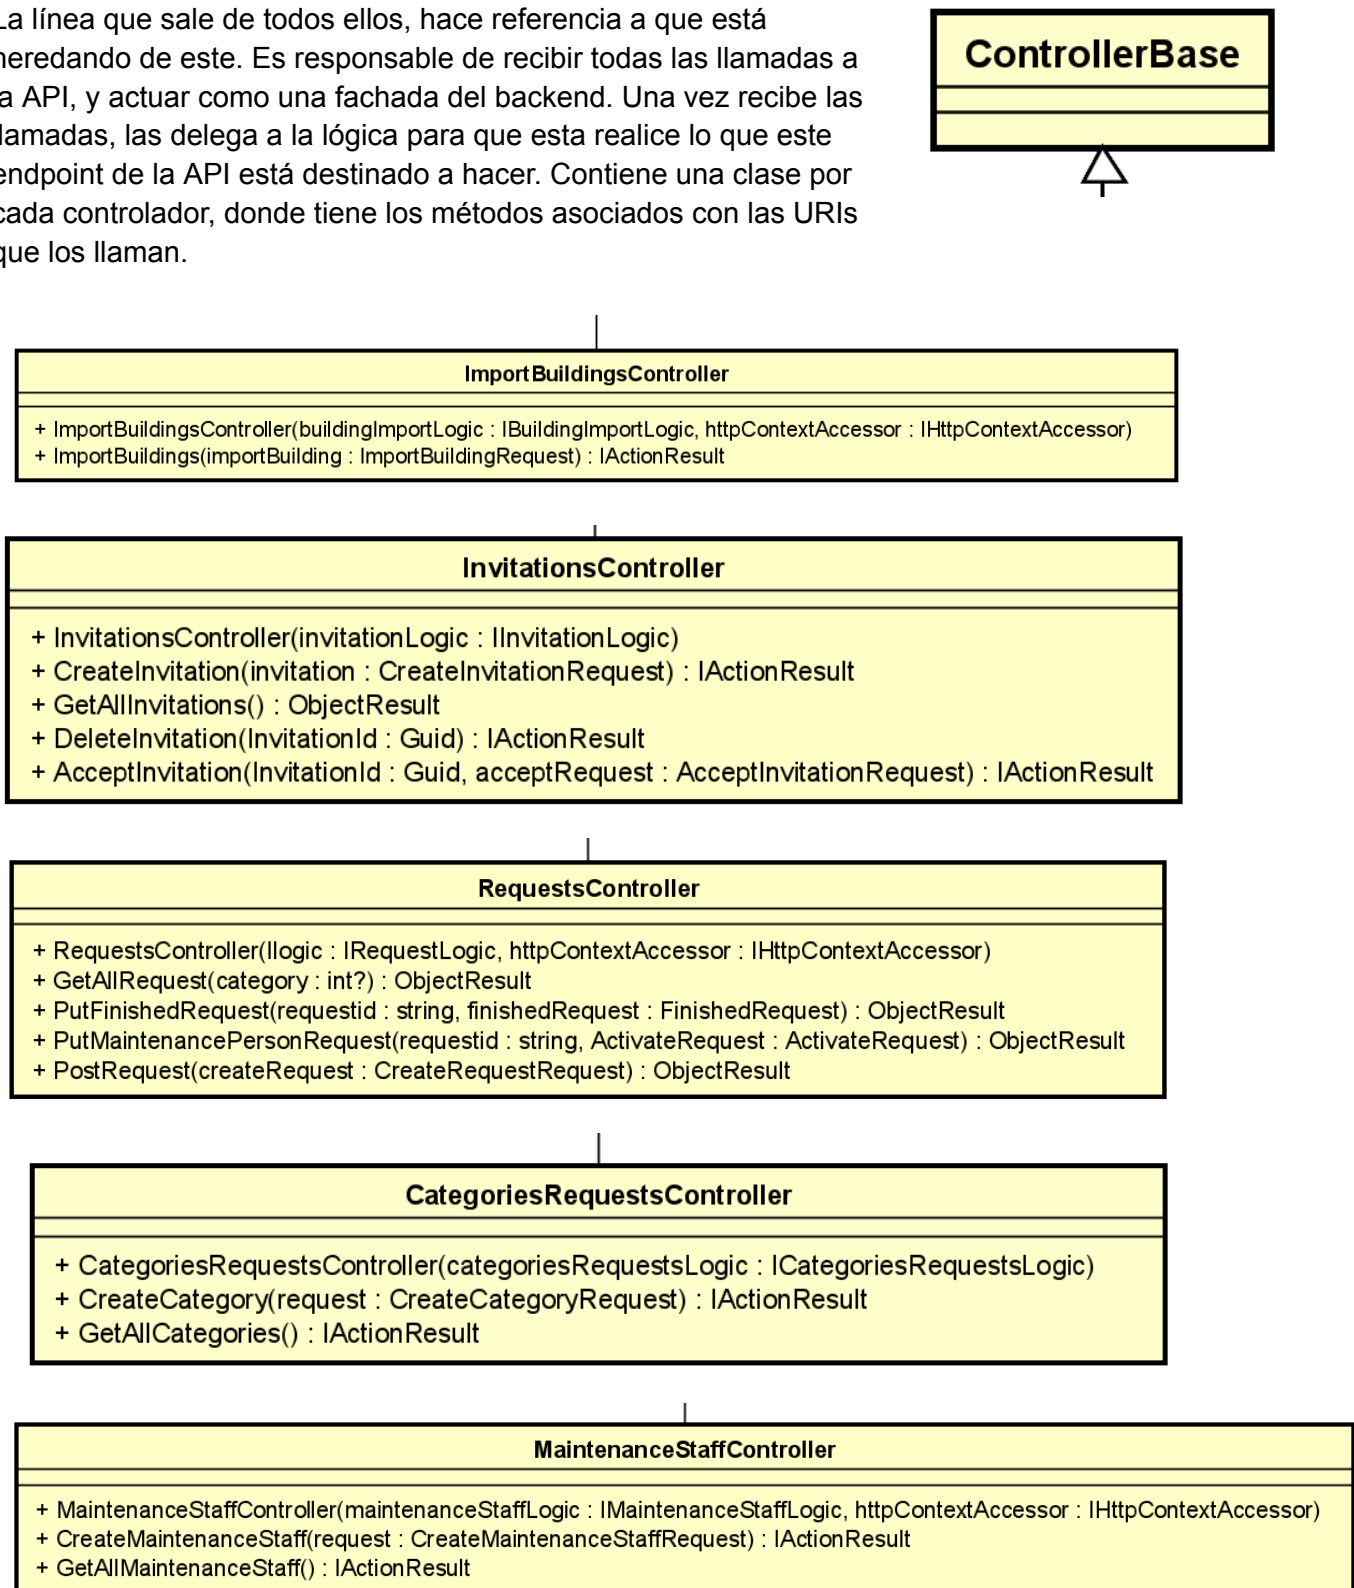 La línea que sale de todos ellos, hace referencia a que está
heredando de este. Es responsable de recibir todas las llamadas a
la API, y actuar como una fachada del backend. Una vez recibe las
llamadas, las delega a la lógica para que esta realice lo que este
endpoint de la API está destinado a hacer. Contiene una clase por
cada controlador, donde tiene los métodos asociados con las URIs
que los llaman.
ControllerBase
ImportBuildingsController
+ ImportBuildingsController(buildingImportLogic : IBuildingImportLogic, httpContextAccessor : IHttpContextAccessor)
+ ImportBuildings(importBuilding : ImportBuildingRequest) : IActionResult
InvitationsController
+ InvitationsController(invitationLogic : IInvitationLogic)
+ CreateInvitation(invitation : CreateInvitationRequest) : IActionResult
+ GetAllInvitations() : ObjectResult
+ DeleteInvitation(InvitationId : Guid) : IActionResult
+ AcceptInvitation(InvitationId : Guid, acceptRequest : AcceptInvitationRequest) : IActionResult
RequestsController
+ RequestsController(Ilogic : IRequestLogic, httpContextAccessor : IHttpContextAccessor)
+ GetAllRequest(category : int?) : ObjectResult
+ PutFinishedRequest(requestid : string, finishedRequest : FinishedRequest) : ObjectResult
+ PutMaintenancePersonRequest(requestid : string, ActivateRequest : ActivateRequest) : ObjectResult
+ PostRequest(createRequest : CreateRequestRequest) : ObjectResult
CategoriesRequestsController
+ CategoriesRequestsController(categoriesRequestsLogic : ICategoriesRequestsLogic)
+ CreateCategory(request : CreateCategoryRequest) : IActionResult
+ GetAllCategories() : IActionResult
MaintenanceStaffController
+ MaintenanceStaffController(maintenanceStaffLogic : IMaintenanceStaffLogic, httpContextAccessor : IHttpContextAccessor)
+ CreateMaintenanceStaff(request : CreateMaintenanceStaffRequest) : IActionResult
+ GetAllMaintenanceStaff() : IActionResult